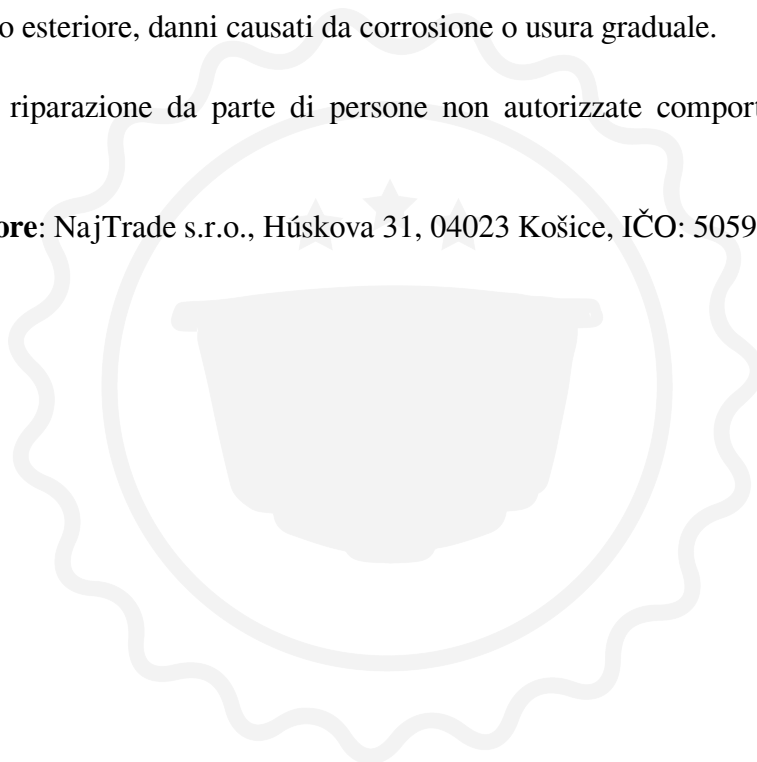 o esteriore, danni causati da corrosione o usura graduale.
riparazione da parte di persone non autorizzate comport
ore: NajTrade s.r.o., Húskova 31, 04023 Košice, IČO: 5059